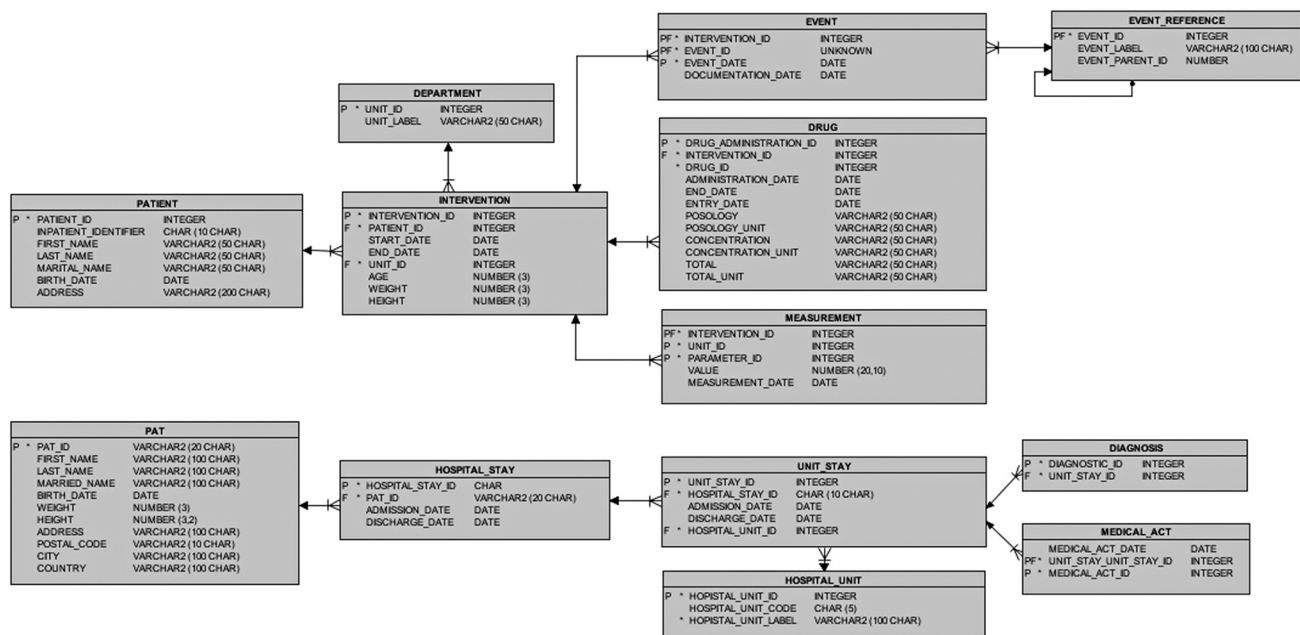 EVENT
PF * INTERVENTION_ID INTEGER
PF * EVENT_ID UNKNOWN
P * EVENT_DATE DATE
DOCUMENTATION_DATE DATE
EVENT_REFERENCE
PF * EVENT_ID INTEGER
EVENT_LABEL VARCHAR2 (100 CHAR)
EVENT_PARENT_ID NUMBER
DEPARTMENT
P * UNIT_ID INTEGER
UNIT_LABEL VARCHAR2 (50 CHAR)
DRUG
P * DRUG_ADMINISTRATION_ID INTEGER
F * INTERVENTION_ID INTEGER
* DRUG_ID INTEGER
ADMINISTRATION_DATE DATE
END_DATE DATE
ENTRY_DATE DATE
POSOLOGY VARCHAR2 (50 CHAR)
POSOLOGY_UNIT VARCHAR2 (50 CHAR)
CONCENTRATION VARCHAR2 (50 CHAR)
CONCENTRATION_UNIT VARCHAR2 (50 CHAR)
TOTAL VARCHAR2 (50 CHAR)
TOTAL_UNIT VARCHAR2 (50 CHAR)
PATIENT
P * PATIENT_ID INTEGER
INPATIENT_IDENTIFIER CHAR (10 CHAR)
FIRST_NAME VARCHAR2 (50 CHAR)
LAST_NAME VARCHAR2 (50 CHAR)
MARITAL_NAME VARCHAR2 (50 CHAR)
BIRTH_DATE DATE
ADDRESS VARCHAR2 (200 CHAR)
INTERVENTION
P * INTERVENTION_ID INTEGER
F * PATIENT_ID INTEGER
START_DATE DATE
END_DATE DATE
F * UNIT_ID INTEGER
AGE NUMBER (3)
WEIGHT NUMBER (3)
HEIGHT NUMBER (3)
MEASUREMENT
PF * INTERVENTION_ID INTEGER
P * UNIT_ID INTEGER
P * PARAMETER_ID INTEGER
VALUE NUMBER (20,10)
MEASUREMENT_DATE DATE
PAT
P * PAT_ID VARCHAR2 (20 CHAR)
FIRST_NAME VARCHAR2 (100 CHAR)
LAST_NAME VARCHAR2 (100 CHAR)
MARRIED_NAME VARCHAR2 (100 CHAR)
BIRTH_DATE DATE
WEIGHT NUMBER (3)
HEIGHT NUMBER (3,2)
ADDRESS VARCHAR2 (100 CHAR)
POSTAL_CODE VARCHAR2 (10 CHAR)
CITY VARCHAR2 (100 CHAR)
COUNTRY VARCHAR2 (100 CHAR)
HOSPITAL_STAY
P * HOSPITAL_STAY_ID CHAR
F * PAT_ID VARCHAR2 (20 CHAR)
ADMISSION_DATE DATE
DISCHARGE_DATE DATE
UNIT_STAY
P * UNIT_STAY_ID INTEGER
F * HOSPITAL_STAY_ID CHAR (10 CHAR)
ADMISSION_DATE DATE
DISCHARGE_DATE DATE
F * HOSPITAL_UNIT_ID INTEGER
DIAGNOSIS
P * DIAGNOSTIC_ID INTEGER
F * UNIT_STAY_ID INTEGER
MEDICAL_ACT
MEDICAL_ACT_DATE DATE
PF * UNIT_STAY_UNIT_STAY_ID INTEGER
P * MEDICAL_ACT_ID INTEGER
HOSPITAL_UNIT
P * HOPISTAL_UNIT_ID INTEGER
HOSPITAL_UNIT_CODE CHAR (5)
* HOPISTAL_UNIT_LABEL VARCHAR2 (100 CHAR)